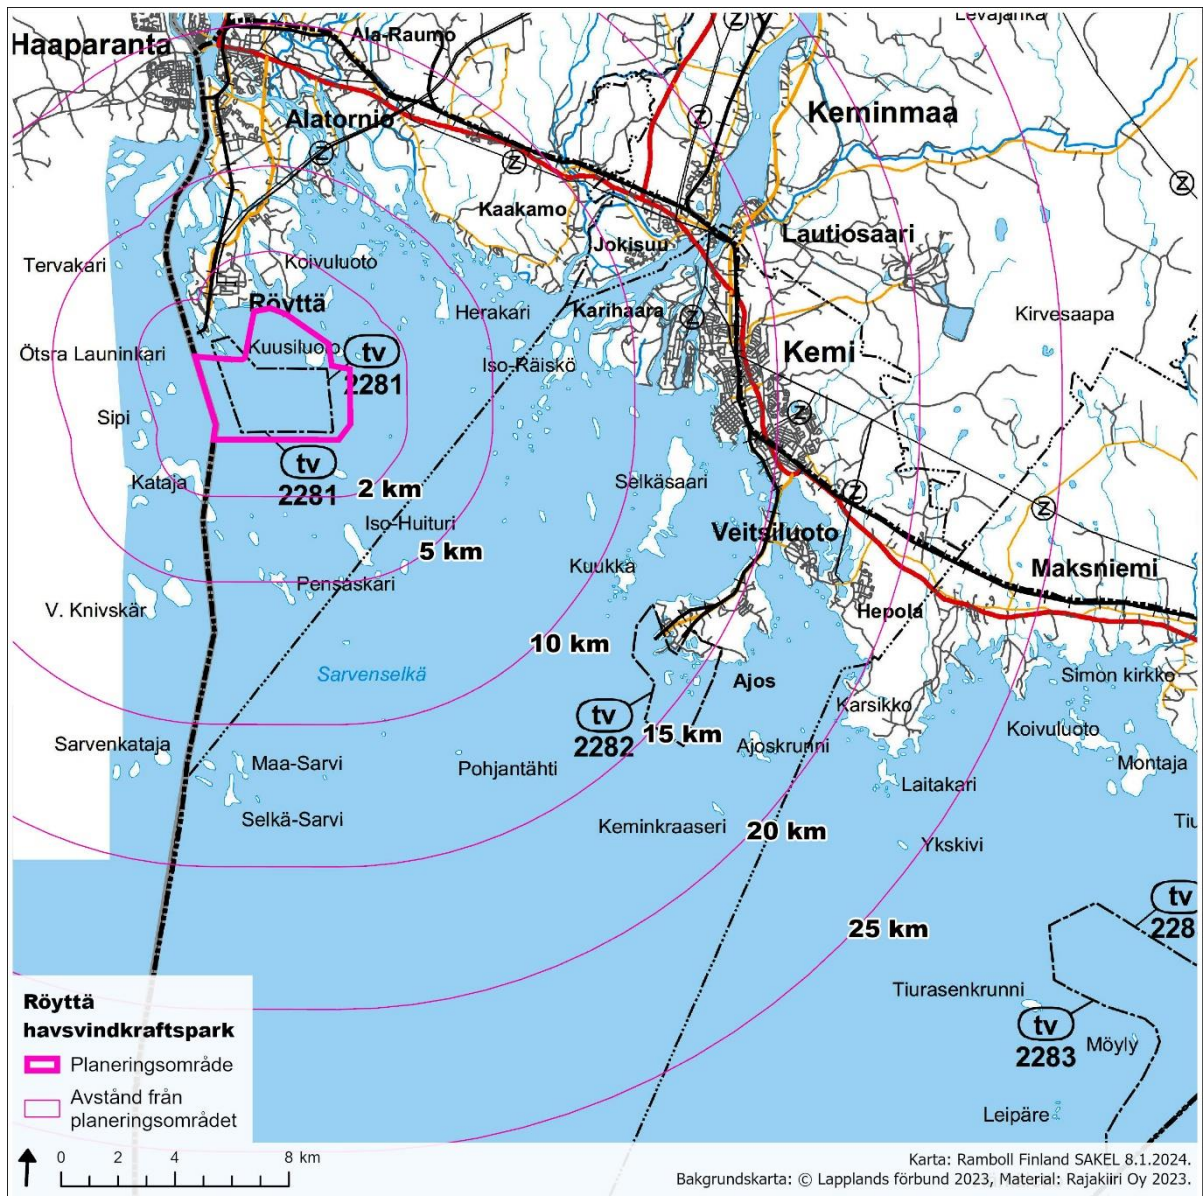 Levajänkä
Haaparanta
Ala-Raumo
Z
Z
Keminmaa
Alatornio
Z
Z
Z
Kaakamo
Lautiosaari
Jokisuu
Tervakari
Koivuluoto
Röyttä
Herakari
Karihaara
Z
Kirvesaapa
Kuusiluoto
tv
2281
Ötsra Launinkari
Iso-Räiskö
Kemi
Sipi
Z
tv
2281
Kataja
2 km
Selkäsaari
Z
Z
Iso-Huituri
Veitsiluoto
5 km
Kuukka
Maksniemi
Pensaskari
V. Knivskär
Hepola
10 km
Sarvenselkä
Ajos
Simon kirkko
Karsikko
tv
2282
15 km
Koivuluoto
Sarvenkataja
Maa-Sarvi
Pohjantähti
Ajoskrunni
Montaja
Laitakari
Selkä-Sarvi
Keminkraaseri
20 km
Tiu
Ykskivi
tv
228
25 km
Tiurasenkrunni
tv
2283
Möyly
Leipäre
Röyttä
havsvindkraftspark
Planeringsområde
Avstånd från
planeringsområdet
0 2 4 8 km
Karta: Ramboll Finland SAKEL 8.1.2024.
Bakgrundskarta: © Lapplands förbund 2023, Material: Rajakiiri Oy 2023.